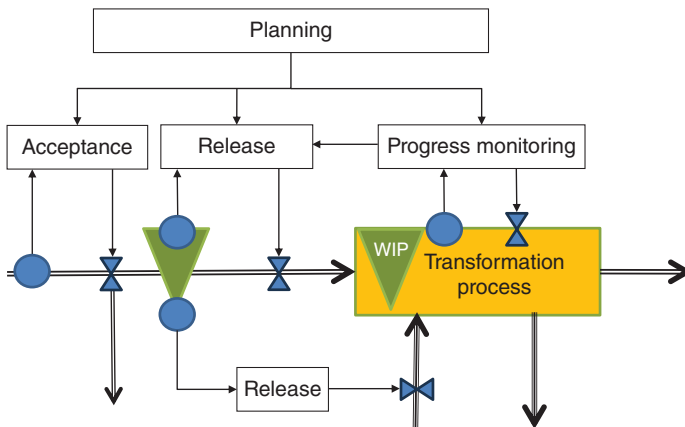 Planning
Acceptance
Release
Progress monitoring
WIP
Transformation
process
Release